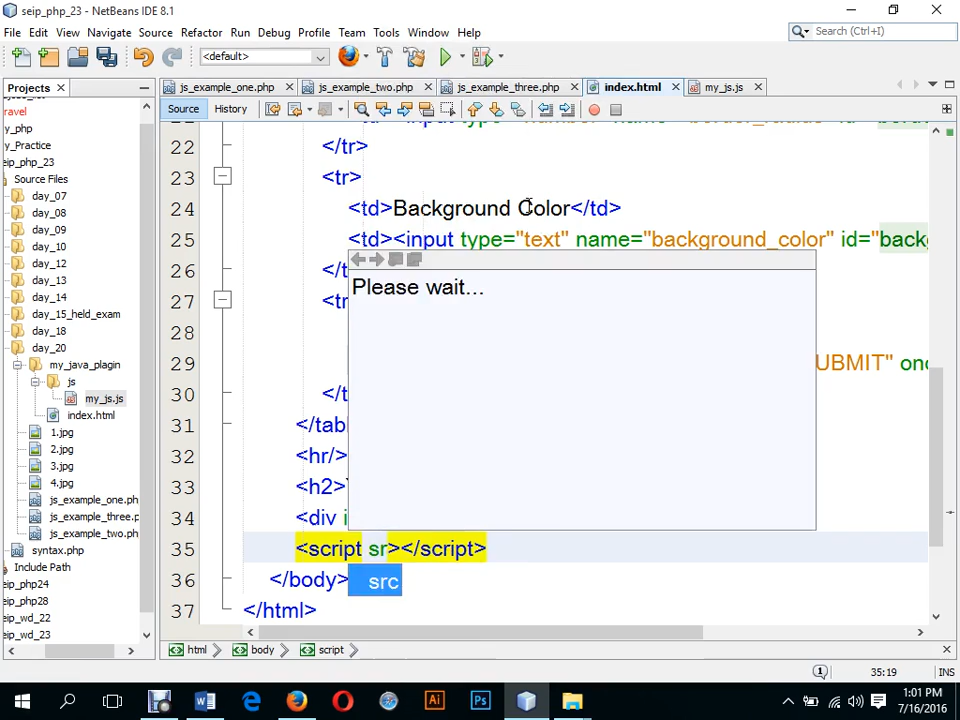 seip_php_23 - NetBeans IDE 8.1
File Edit View Navigate Source Refactor Run Debug Profile Team Tools Window Help
Search (Ctrl+I)
<default>
Projects
js_example_one.php js_example_two.php js_example_three.php index.html my_js.js
Source History
ravel
y_php
y_Practice
eip_php_23
Source Files
day_07
day_08
day_09
day_10
day_12
day_13
day_14
day_15_held_exam
day_18
day_20
my_java_plagin
js
my_js.js
index.html
1.jpg
2.jpg
3.jpg
4.jpg
js_example_one.ph
js_example_three.p
js_example_two.ph
syntax.php
Include Path
eip_php24
eip_php28
eip_wd_22
eip_wd_23
22 </tr>
23 <tr>
24 <td>Background Color</td>
25 <td><input type="text" name="background_color" id="back
26 </t
27 <tr
28
29 UBMIT" onc
30 </t
31 </tabl
32 <hr/>
33 <h2>
34 <div i
35 <script sr></script>
36 </body>
37 </html>
Please wait...
src
html body script
1 35:19 INS
1:01 PM
7/16/2016